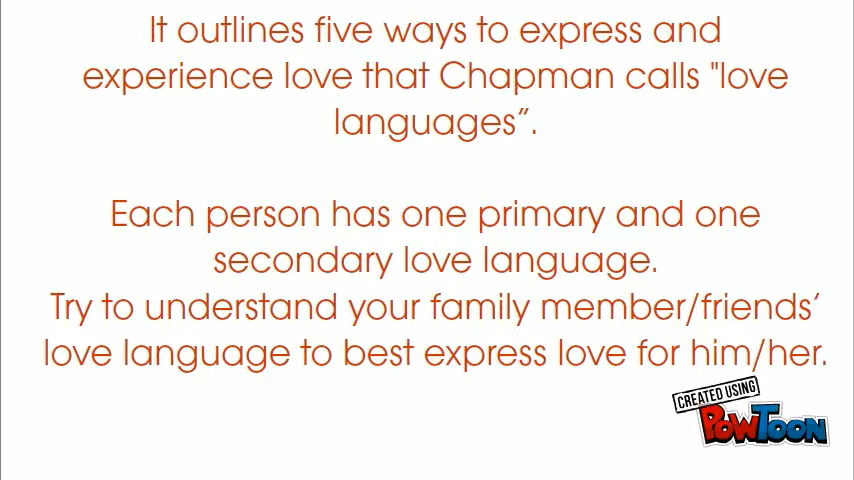 It outlines five ways to express and
experience love that Chapman calls "love
languages”.
Each person has one primary and one
secondary love language.
Try to understand your family member/friends’
love language to best express love for him/her.
CREATED USING
POWTOON